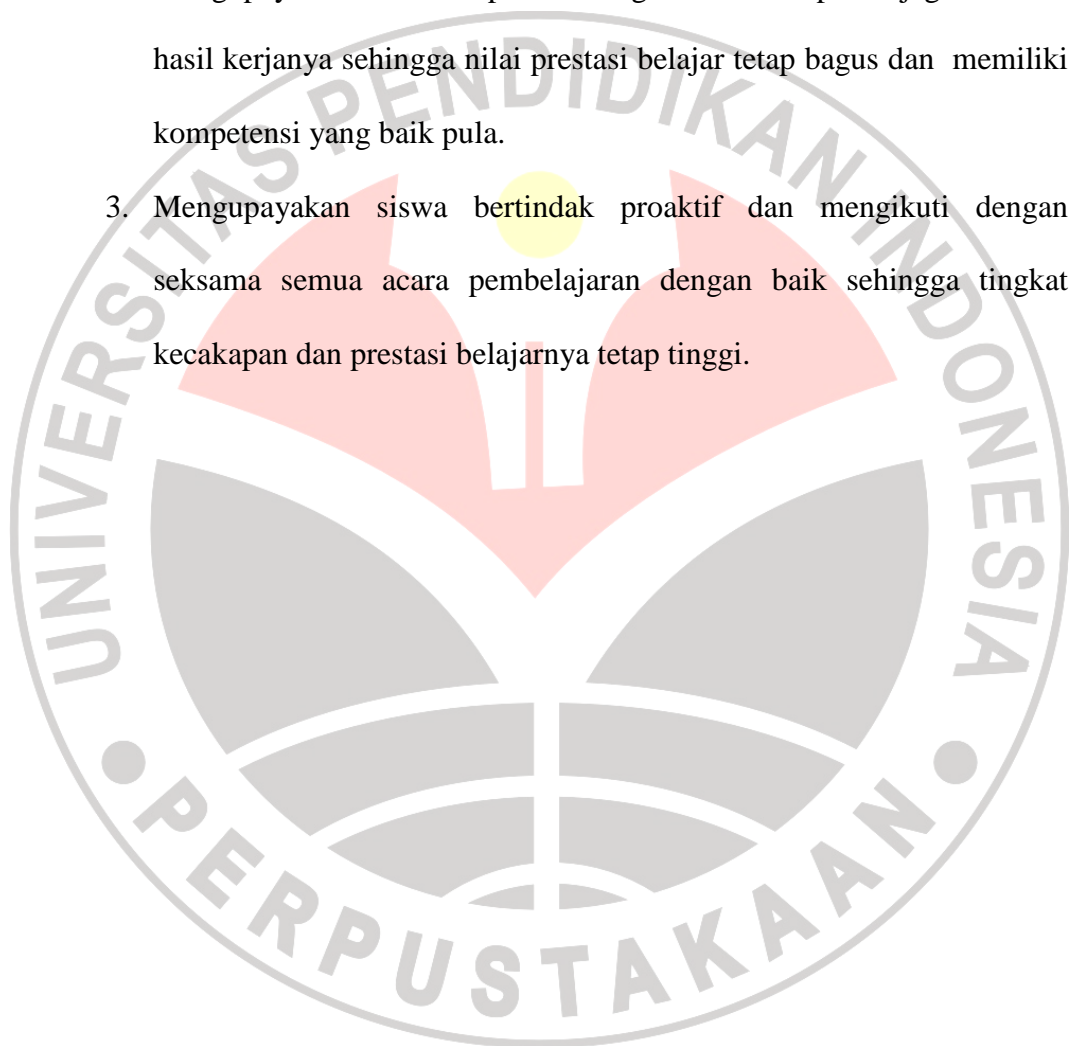 hasil kerjanya sehingga nilai prestasi belajar tetap bagus dan memiliki
kompetensi yang baik pula.
3. Mengupayakan siswa bertindak proaktif dan mengikuti dengan
seksama semua acara pembelajaran dengan baik sehingga tingkat
kecakapan dan prestasi belajarnya tetap tinggi.
UNIVERSITAS PENDIDIKAN INDONESIA
PERPUSTAKAAN